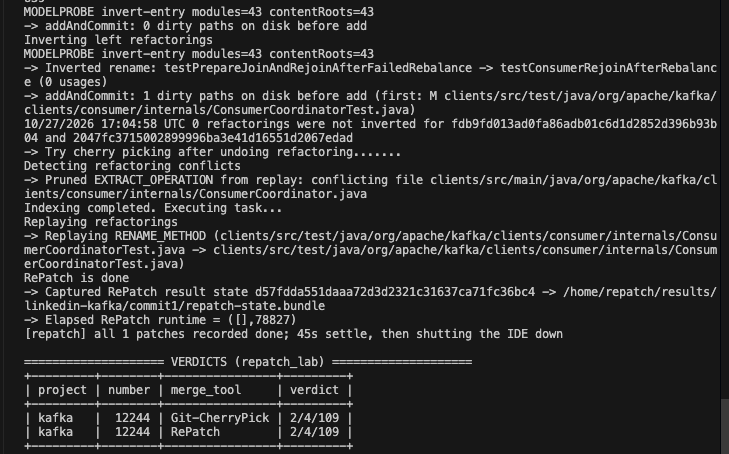 MODELPROBE invert-entry modules=43 contentRoots=43
-> addAndCommit: 0 dirty paths on disk before add
Inverting left refactorings
MODELPROBE invert-entry modules=43 contentRoots=43
-> Inverted rename: testPrepareJoinAndRejoinAfterFailedRebalance -> testConsumerRejoinAfterRebalanc
e (0 usages)
-> addAndCommit: 1 dirty paths on disk before add (first: M clients/src/test/java/org/apache/kafka/
clients/consumer/internals/ConsumerCoordinatorTest.java)
10/27/2026 17:04:58 UTC 0 refactorings were not inverted for fdb9fd013ad0fa86adb01c6d1d2852d396b93b
04 and 2047fc3715002899996ba3e41d16551d2067edad
-> Try cherry picking after undoing refactoring.......
Detecting refactoring conflicts
-> Pruned EXTRACT_OPERATION from replay: conflicting file clients/src/main/java/org/apache/kafka/cl
ients/consumer/internals/ConsumerCoordinator.java
Indexing completed. Executing task...
Replaying refactorings
-> Replaying RENAME_METHOD (clients/src/test/java/org/apache/kafka/clients/consumer/internals/Consu
merCoordinatorTest.java -> clients/src/test/java/org/apache/kafka/clients/consumer/internals/Consum
erCoordinatorTest.java)
RePatch is done
-> Captured RePatch result state d57fdda551daaa72d3d2321c31637ca71fc36bc4 -> /home/repatch/results/
linkedin-kafka/commit1/repatch-state.bundle
-> Elapsed RePatch runtime = ([],78827)
[repatch] all 1 patches recorded done; 45s settle, then shutting the IDE down
==================== VERDICTS (repatch_lab) ====================
+---------+--------+----------------+---------+
| project | number | merge_tool | verdict |
+---------+--------+----------------+---------+
| kafka | 12244 | Git-CherryPick | 2/4/109 |
| kafka | 12244 | RePatch | 2/4/109 |
+---------+--------+----------------+---------+